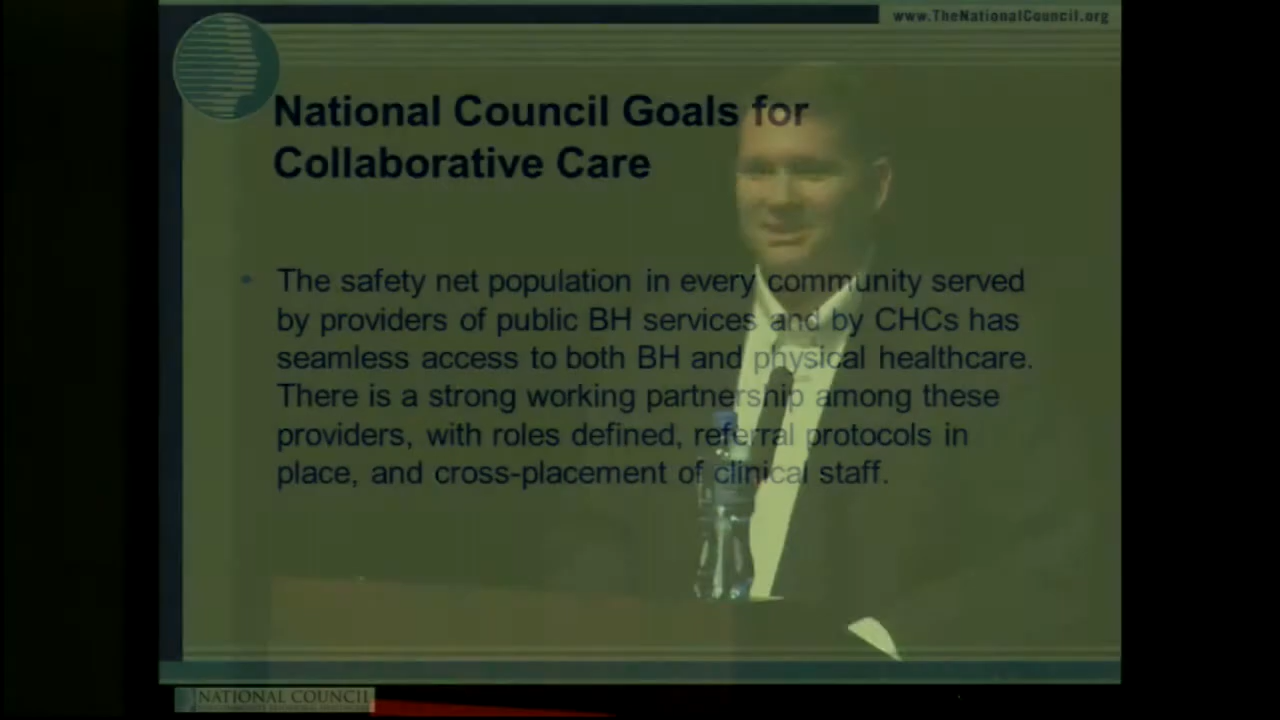 www.TheNationalCouncil.org
National Council Goals for
Collaborative Care
• The safety net population in every community served
by providers of public BH services and by CHCs has
seamless access to both BH and physical healthcare.
There is a strong working partnership among these
providers, with roles defined, referral protocols in
place, and cross-placement of clinical staff.
NATIONAL COUNCIL